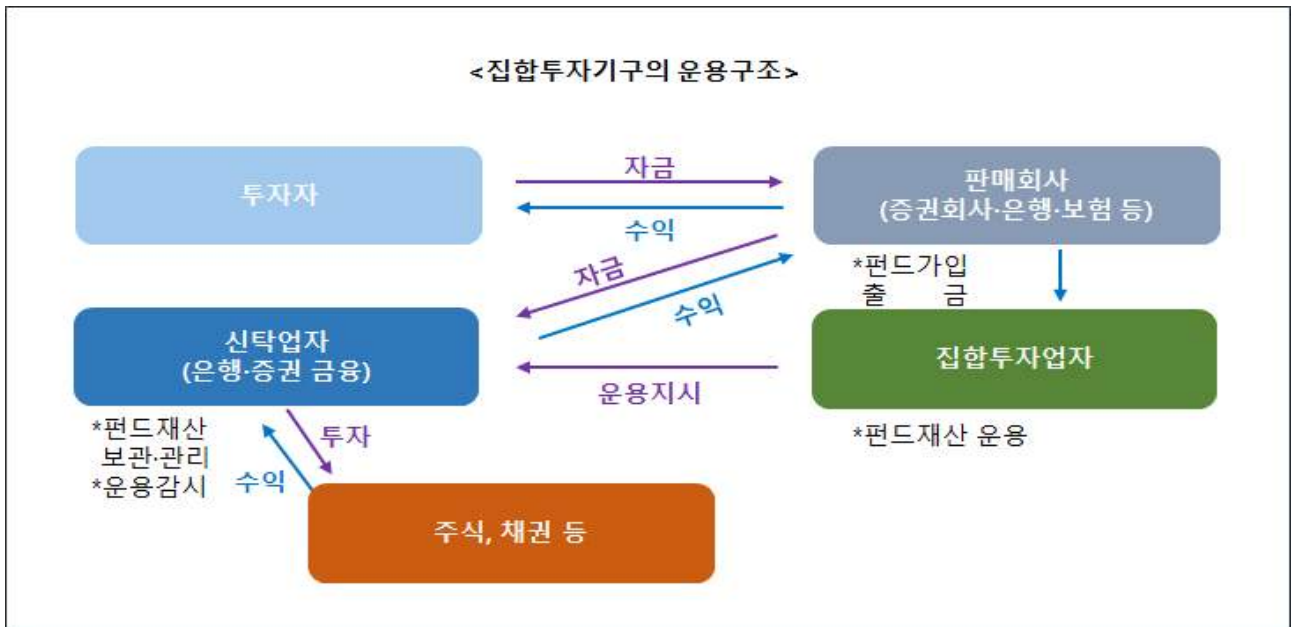 <집합투자기구의 운용구조>
투자자
자금
수익
판매회사
(증권회사·은행·보험 등)
자금
수익
*펀드가입
출 금
신탁업자
(은행·증권 금융)
운용지시
집합투자업자
*펀드재산
보관·관리
*운용감시
투자
수익
*펀드재산 운용
주식, 채권 등